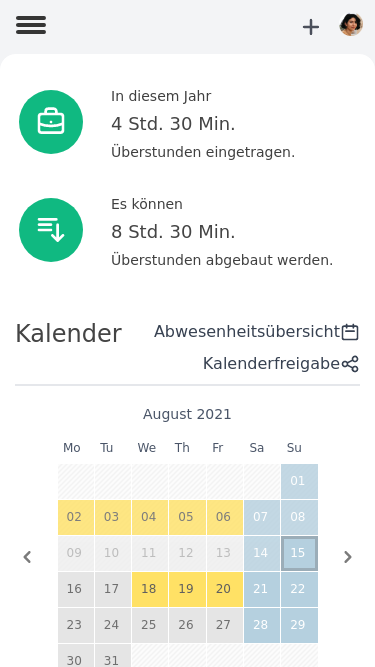 In diesem Jahr
4 Std. 30 Min.
Überstunden eingetragen.
Es können
8 Std. 30 Min.
Überstunden abgebaut werden.
Kalender
Abwesenheitsübersicht
Kalenderfreigabe
August 2021
Mo Tu We Th Fr Sa Su
01
02 03 04 05 06 07 08
09 10 11 12 13 14 15
16 17 18 19 20 21 22
23 24 25 26 27 28 29
30 31